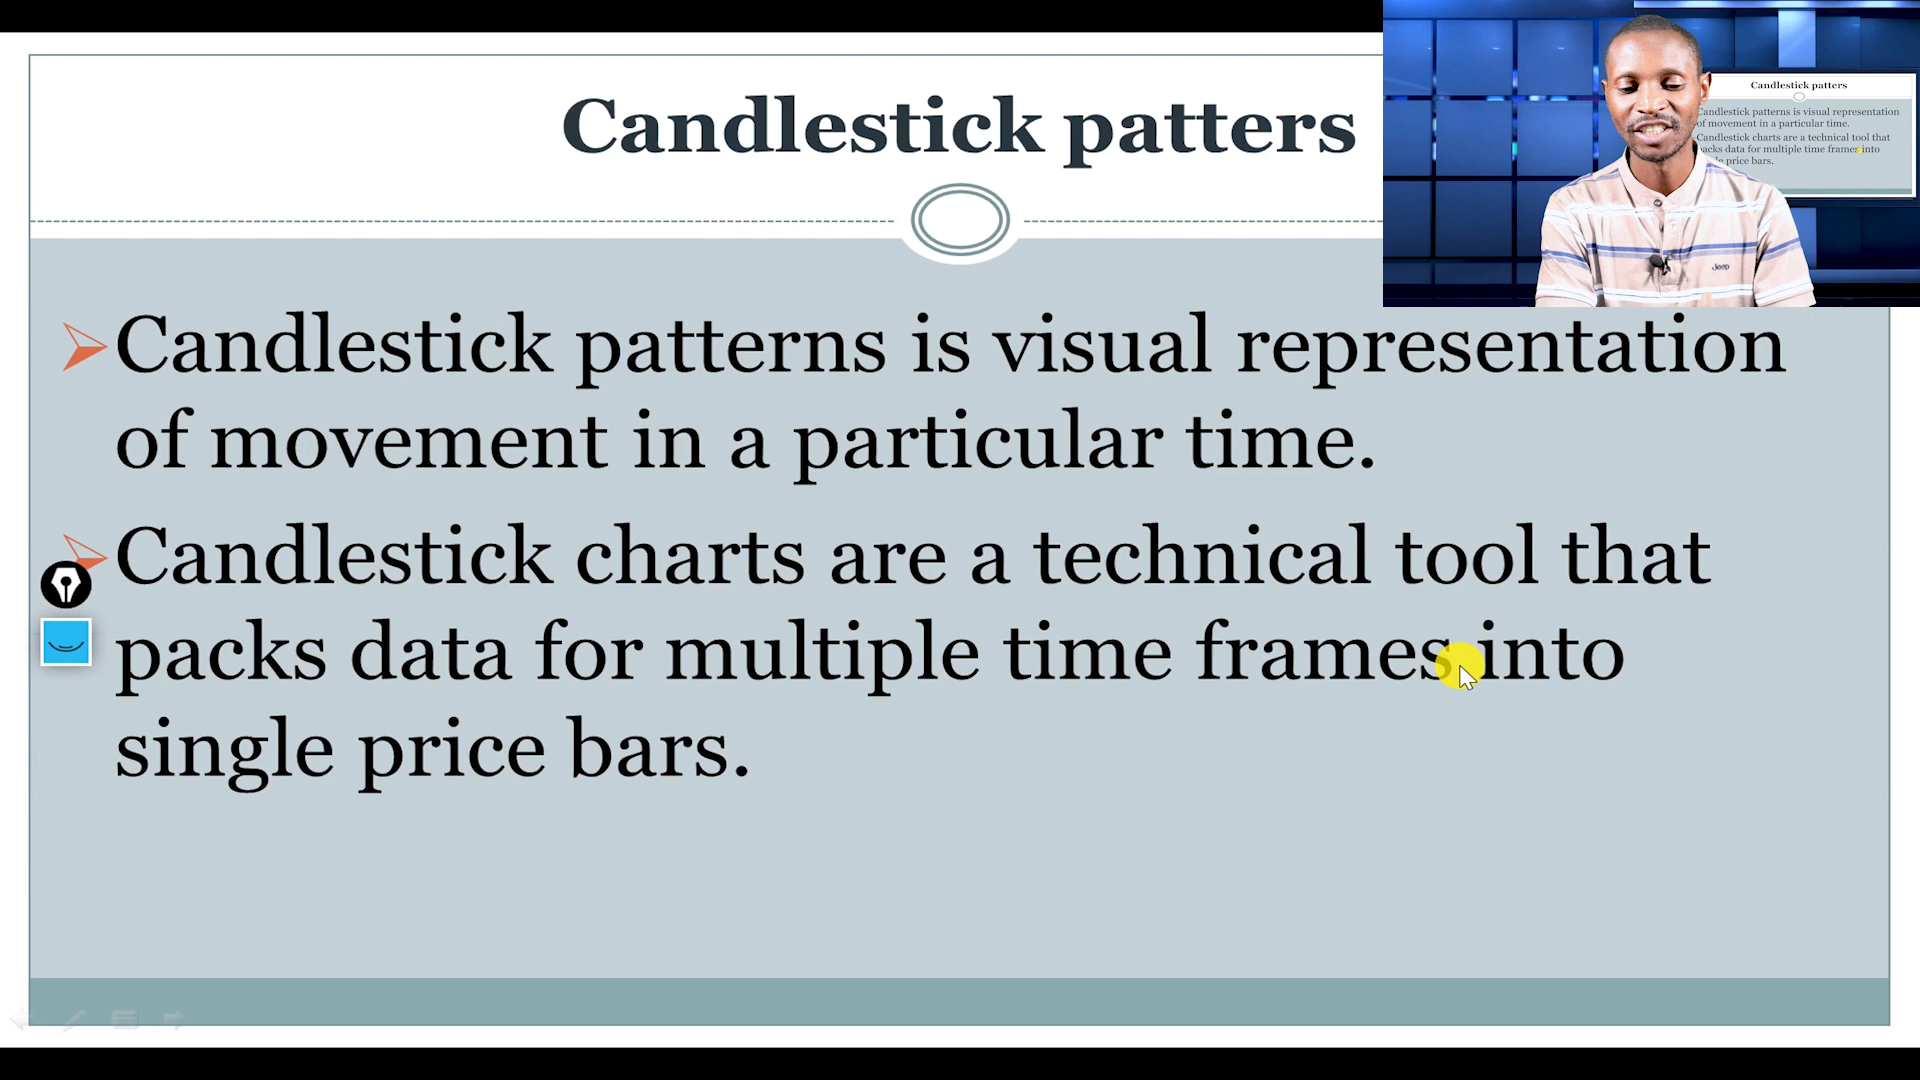 Candlestick patters
Candlestick patterns is visual representation
of movement in a particular time.
Candlestick charts are a technical tool that
packs data for multiple time frames into
single price bars.
Candlestick patters
Candlestick patterns is visual representation
of movement in a particular time.
Candlestick charts are a technical tool that
packs data for multiple time frames into
price bars.
Jeep